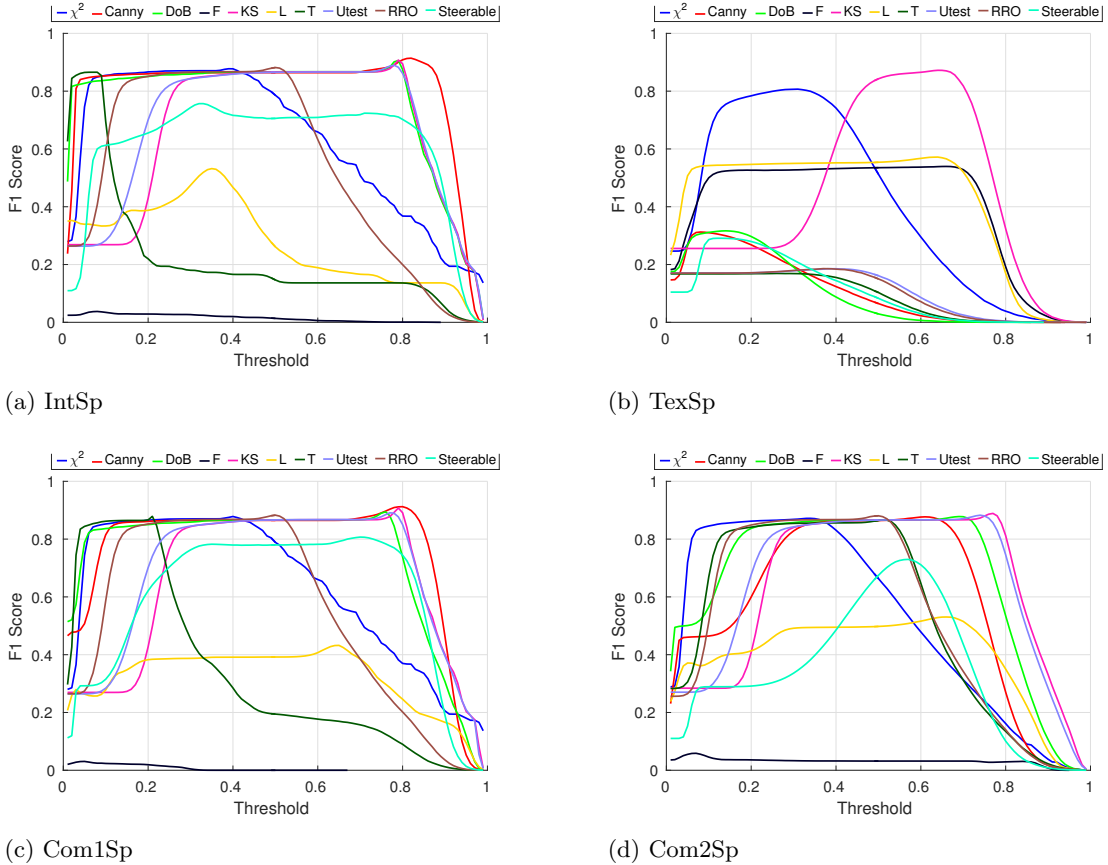 χ² Canny DoB F KS L T Utest RRO Steerable
χ² Canny DoB F KS L T Utest RRO Steerable
1
0.8
0.6
0.4
0.2
0
F1 Score
0 0.2 0.4 0.6 0.8 1
Threshold
1
0.8
0.6
0.4
0.2
0
F1 Score
0 0.2 0.4 0.6 0.8 1
Threshold
(a) IntSp
(b) TexSp
χ² Canny DoB F KS L T Utest RRO Steerable
χ² Canny DoB F KS L T Utest RRO Steerable
1
0.8
0.6
0.4
0.2
0
F1 Score
0 0.2 0.4 0.6 0.8 1
Threshold
1
0.8
0.6
0.4
0.2
0
F1 Score
0 0.2 0.4 0.6 0.8 1
Threshold
(c) Com1Sp
(d) Com2Sp